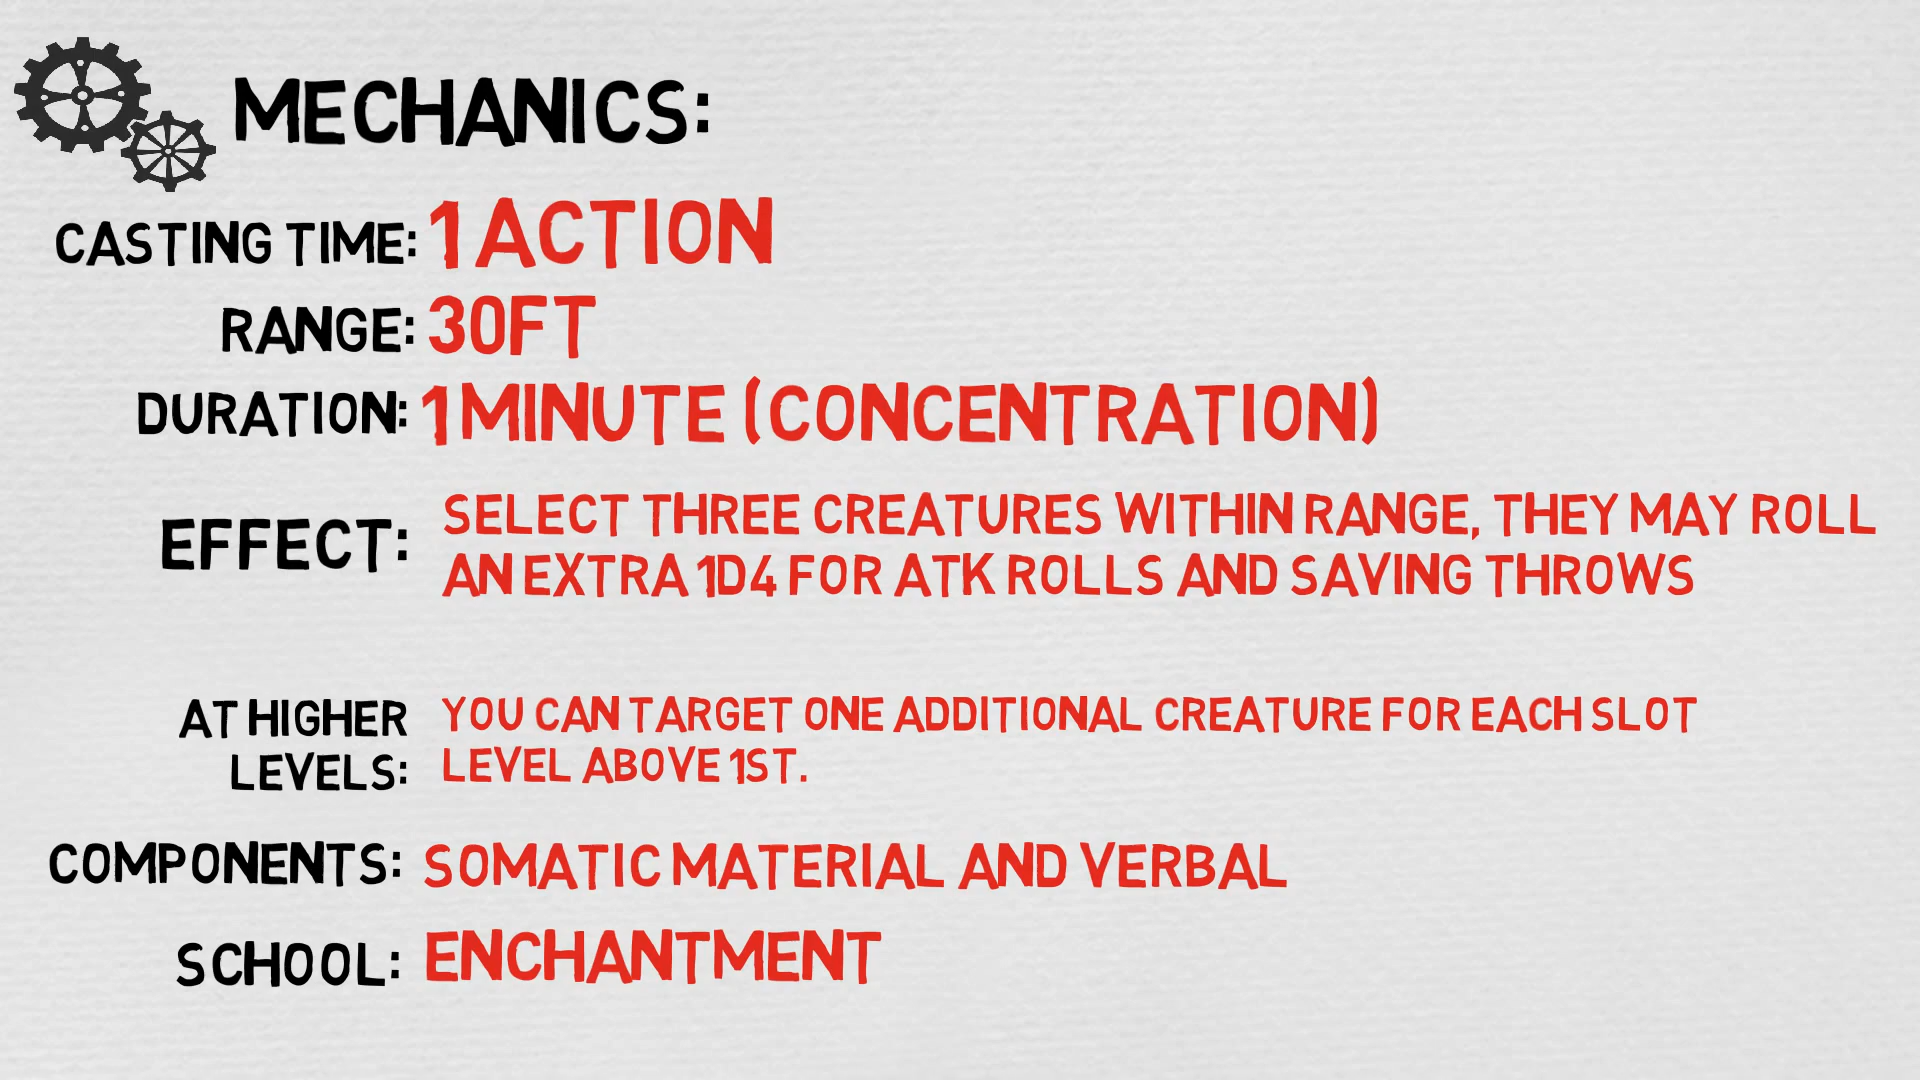 MECHANICS:
CASTING TIME: 1 ACTION
RANGE: 30FT
DURATION: 1 MINUTE (CONCENTRATION)
EFFECT: SELECT THREE CREATURES WITHIN RANGE, THEY MAY ROLL
AN EXTRA 1D4 FOR ATK ROLLS AND SAVING THROWS
AT HIGHER
LEVELS:
YOU CAN TARGET ONE ADDITIONAL CREATURE FOR EACH SLOT
LEVEL ABOVE 1ST.
COMPONENTS: SOMATIC MATERIAL AND VERBAL
SCHOOL: ENCHANTMENT